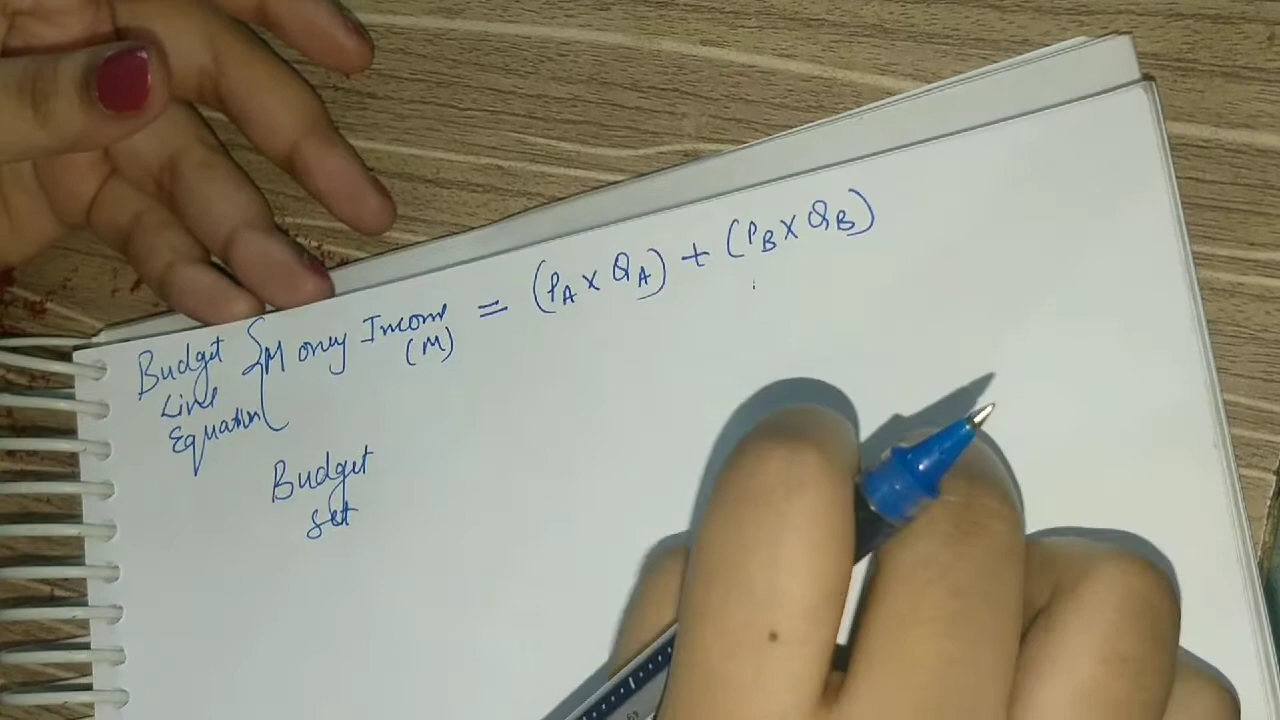 Budget { Money Income = (PA x QA) + (PB x QB)
Line (M)
Equation
Budget
set